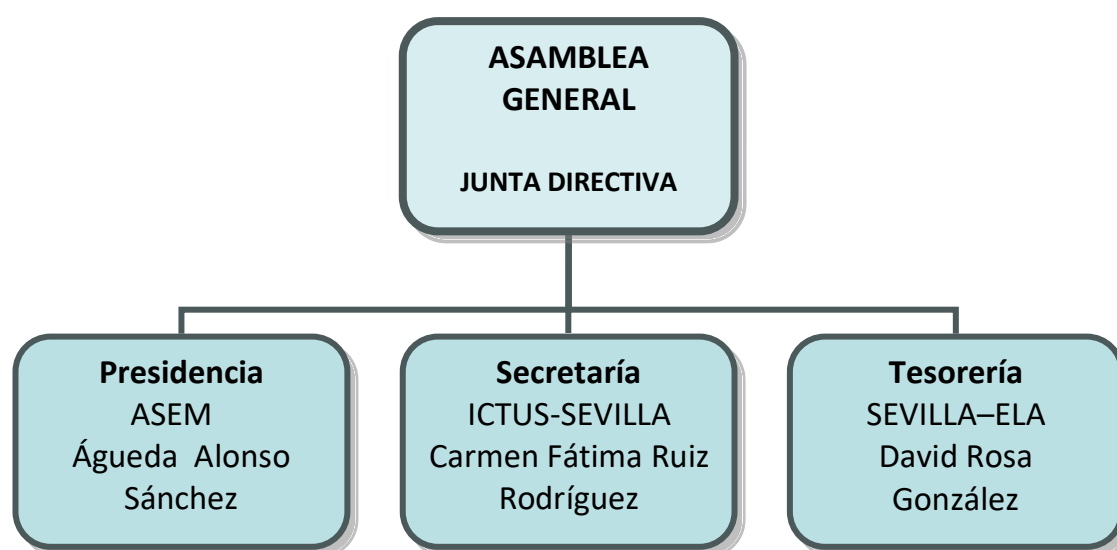 ASAMBLEA
GENERAL
JUNTA DIRECTIVA
Presidencia
ASEM
Águeda Alonso
Sánchez
Secretaría
ICTUS-SEVILLA
Carmen Fátima Ruiz
Rodríguez
Tesorería
SEVILLA–ELA
David Rosa
González